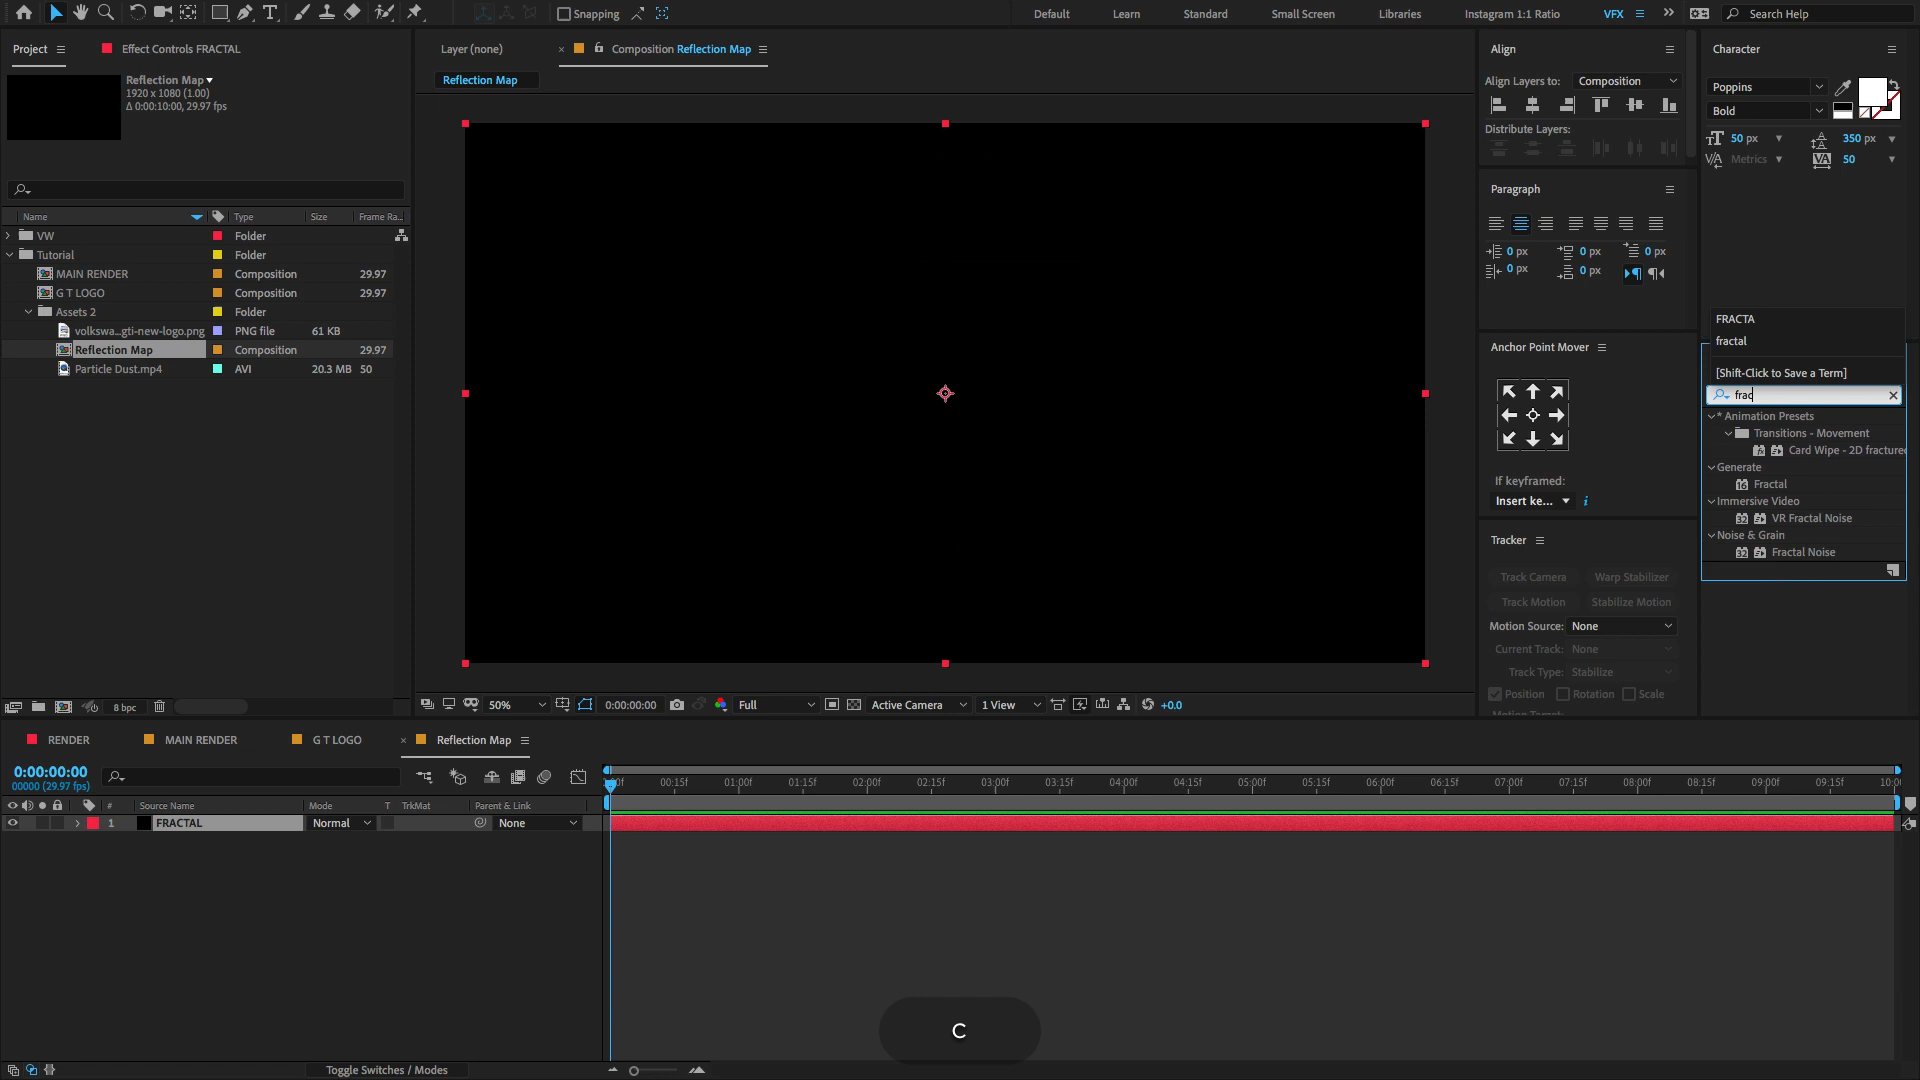 Snapping
Default
Learn
Standard
Small Screen
Libraries
Instagram 1:1 Ratio
VFX
Search Help
Project
Effect Controls FRACTAL
Layer (none)
Composition Reflection Map
Align
Character
Reflection Map
1920 x 1080 (1.00)
Δ 0:00:10:00, 29.97 fps
Reflection Map
Align Layers to: Composition
Poppins
Bold
Distribute Layers:
50 px
350 px
Metrics
50
Paragraph
Name
Type
Size
Frame Ra...
VW
Folder
Tutorial
Folder
MAIN RENDER
Composition
29.97
G T LOGO
Composition
29.97
Assets 2
Folder
volkswa...gti-new-logo.png
PNG file
61 KB
Reflection Map
Composition
29.97
Particle Dust.mp4
AVI
20.3 MB
50
0 px
0 px
0 px
0 px
0 px
Anchor Point Mover
If keyframed:
Insert ke...
FRACTA
fractal
[Shift-Click to Save a Term]
frac
* Animation Presets
Transitions - Movement
Card Wipe - 2D fracture
Generate
Fractal
Immersive Video
VR Fractal Noise
Noise & Grain
Fractal Noise
Tracker
Track Camera
Warp Stabilizer
Track Motion
Stabilize Motion
Motion Source: None
Current Track: None
Track Type: Stabilize
Position
Rotation
Scale
8 bpc
50%
0:00:00:00
Full
Active Camera
1 View
+0.0
RENDER
MAIN RENDER
G T LOGO
Reflection Map
0:00:00:00
00000 (29.97 fps)
00:15f
01:00f
01:15f
02:00f
02:15f
03:00f
03:15f
04:00f
04:15f
05:00f
05:15f
06:00f
06:15f
07:00f
07:15f
08:00f
08:15f
09:00f
09:15f
#
Source Name
Mode
T
TrkMat
Parent & Link
1
FRACTAL
Normal
None
C
Toggle Switches / Modes